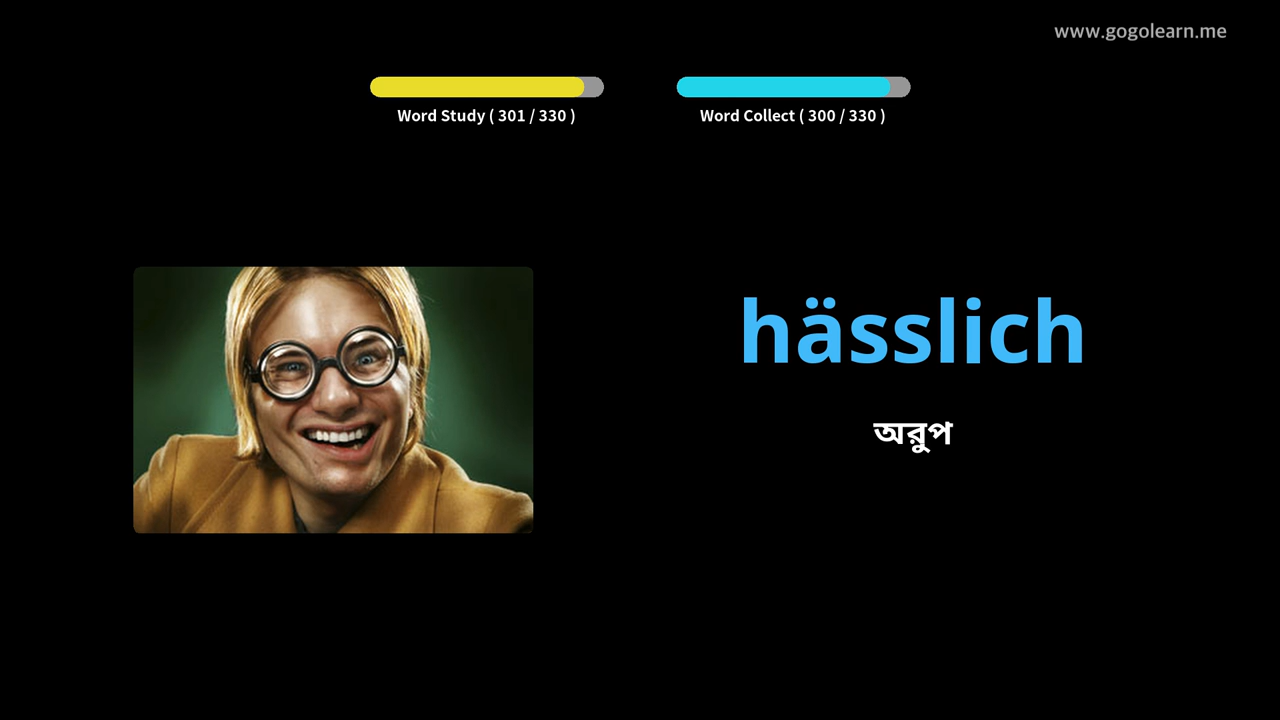 www.gogolearn.me
Word Study ( 301 / 330 )
Word Collect ( 300 / 330 )
hässlich
অরুপ